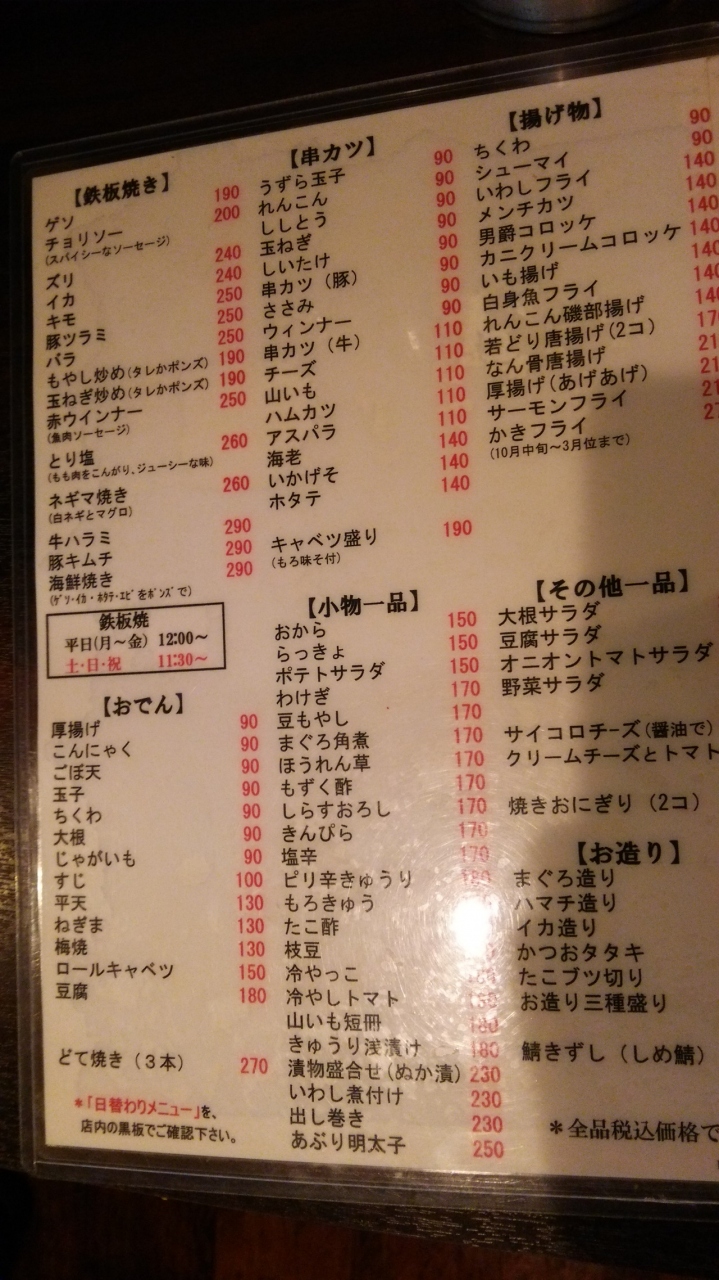 【鉄板焼き】
ゲソ 190
チョリソー 200
(スパイシーなソーセージ)
ズリ 240
イカ 240
キモ 250
豚ツラミ 250
バラ 250
もやし炒め(タレかポンズ) 190
玉ねぎ炒め(タレかポンズ) 190
赤ウインナー 250
(魚肉ソーセージ)
とり塩 260
(もも肉をこんがり、ジューシーな味)
ネギマ焼き 260
(白ネギとマグロ)
牛ハラミ 290
豚キムチ 290
海鮮焼き 290
(ゲソ・イカ・ホタテ・エビをポンズで)
鉄板焼
平日(月～金) 12:00～
土・日・祝 11:30～
【おでん】
厚揚げ 90
こんにゃく 90
ごぼ天 90
玉子 90
ちくわ 90
大根 90
じゃがいも 90
すじ 100
平天 130
ねぎま 130
梅焼 130
ロールキャベツ 150
豆腐 180
どて焼き(3本) 270
*「日替わりメニュー」を、
店内の黒板でご確認下さい。
【串カツ】
うずら玉子 90
れんこん 90
ししとう 90
玉ねぎ 90
しいたけ 90
串カツ(豚) 90
ささみ 90
ウィンナー 90
串カツ(牛) 110
チーズ 110
山いも 110
ハムカツ 110
アスパラ 110
海老 140
いかげそ 140
ホタテ 140
キャベツ盛り 190
(もろ味そ付)
【小物一品】
おから 150
らっきょ 150
ポテトサラダ 150
わけぎ 170
豆もやし 170
まぐろ角煮 170
ほうれん草 170
もずく酢 170
しらすおろし 170
きんぴら 170
塩辛 170
ピリ辛きゅうり 180
もろきゅう
たこ酢
枝豆
冷やっこ
冷やしトマト 180
山いも短冊 180
きゅうり浅漬け 180
漬物盛合せ(ぬか漬) 230
いわし煮付け 230
出し巻き 230
あぶり明太子 250
【揚げ物】
ちくわ 90
シューマイ 90
いわしフライ 140
メンチカツ 140
男爵コロッケ 140
カニクリームコロッケ 140
いも揚げ
白身魚フライ
れんこん磯部揚げ
若どり唐揚げ(2コ)
なん骨唐揚げ
厚揚げ(あげあげ)
サーモンフライ
かきフライ
(10月中旬～3月位まで)
【その他一品】
大根サラダ
豆腐サラダ
オニオントマトサラダ
野菜サラダ
サイコロチーズ(醤油で)
クリームチーズとトマト
焼きおにぎり(2コ)
【お造り】
まぐろ造り
ハマチ造り
イカ造り
かつおタタキ
たこブツ切り
お造り三種盛り
鯖きずし(しめ鯖)
*全品税込価格で